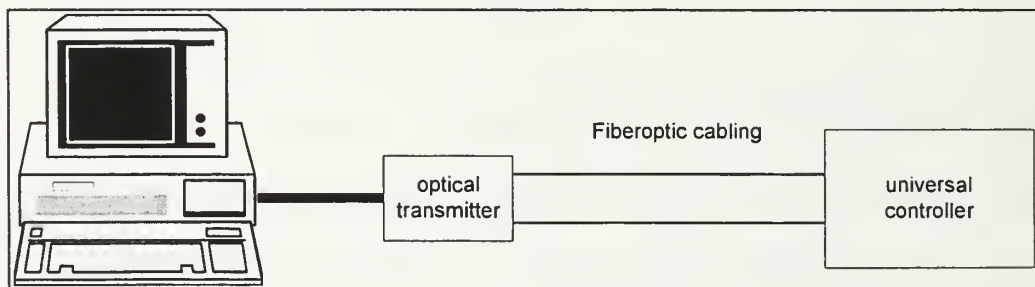 Fiberoptic cabling
optical
transmitter
universal
controller